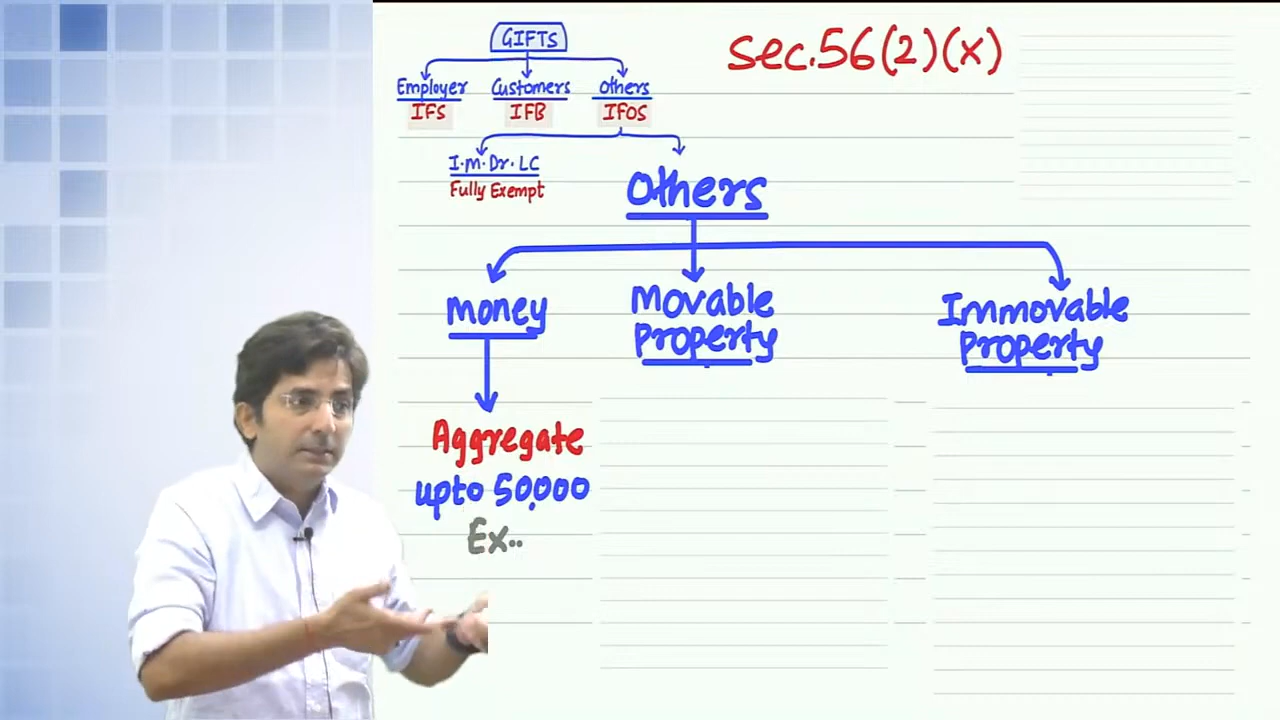 GIFTS
sec.56(2)(x)
Employer Customers Others
IFS IFB IFOS
I.m.Dr.LC
Fully Exempt
Others
Money Movable Property Immovable Property
Aggregate
upto 50,000
Ex..